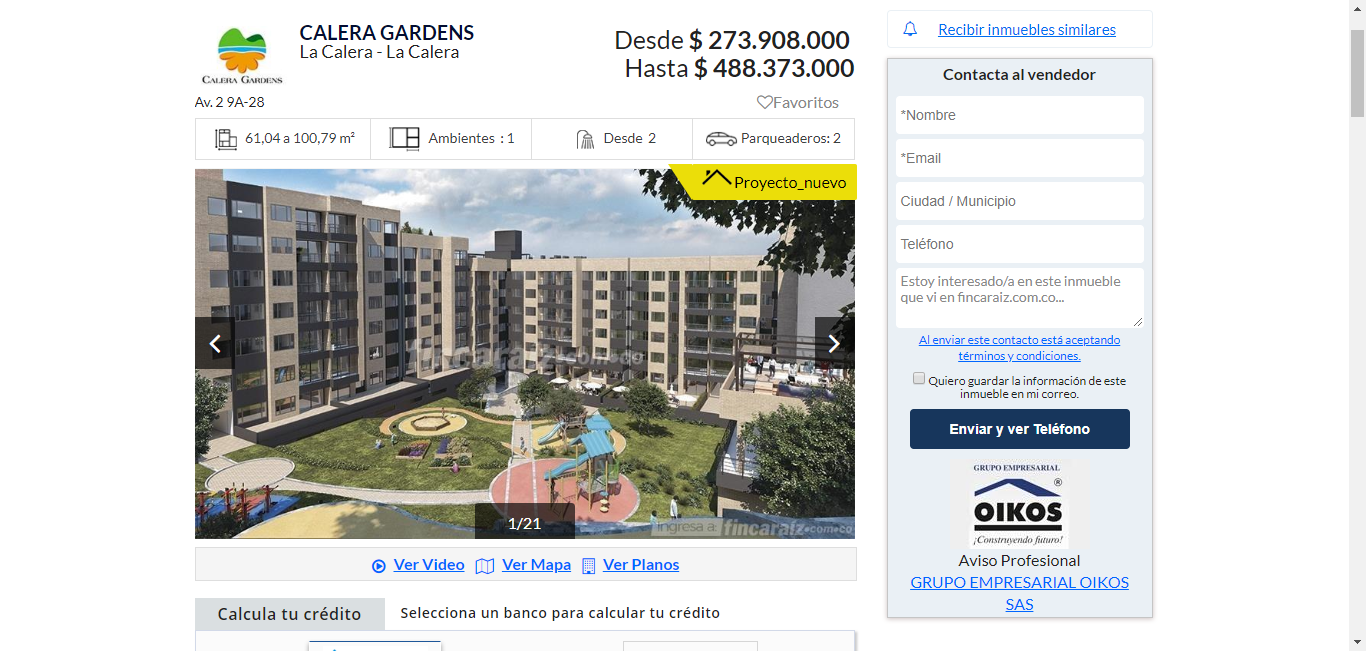 CALERA GARDENS
CALERA GARDENS
La Calera - La Calera
Desde $ 273.908.000
Hasta $ 488.373.000
Av. 2 9A-28
Favoritos
61,04 a 100,79 m²
Ambientes : 1
Desde 2
Parqueaderos: 2
Proyecto_nuevo
fincaraiz.com.co
1/21
ingresa a: fincaraiz.com.co
Ver Video
Ver Mapa
Ver Planos
Calcula tu crédito
Selecciona un banco para calcular tu crédito
Recibir inmuebles similares
Contacta al vendedor
*Nombre
*Email
Ciudad / Municipio
Teléfono
Estoy interesado/a en este inmueble
que vi en fincaraiz.com.co...
Al enviar este contacto está aceptando
términos y condiciones.
Quiero guardar la información de este
inmueble en mi correo.
Enviar y ver Teléfono
GRUPO EMPRESARIAL
OIKOS ®
¡Construyendo futuro!
Aviso Profesional
GRUPO EMPRESARIAL OIKOS
SAS